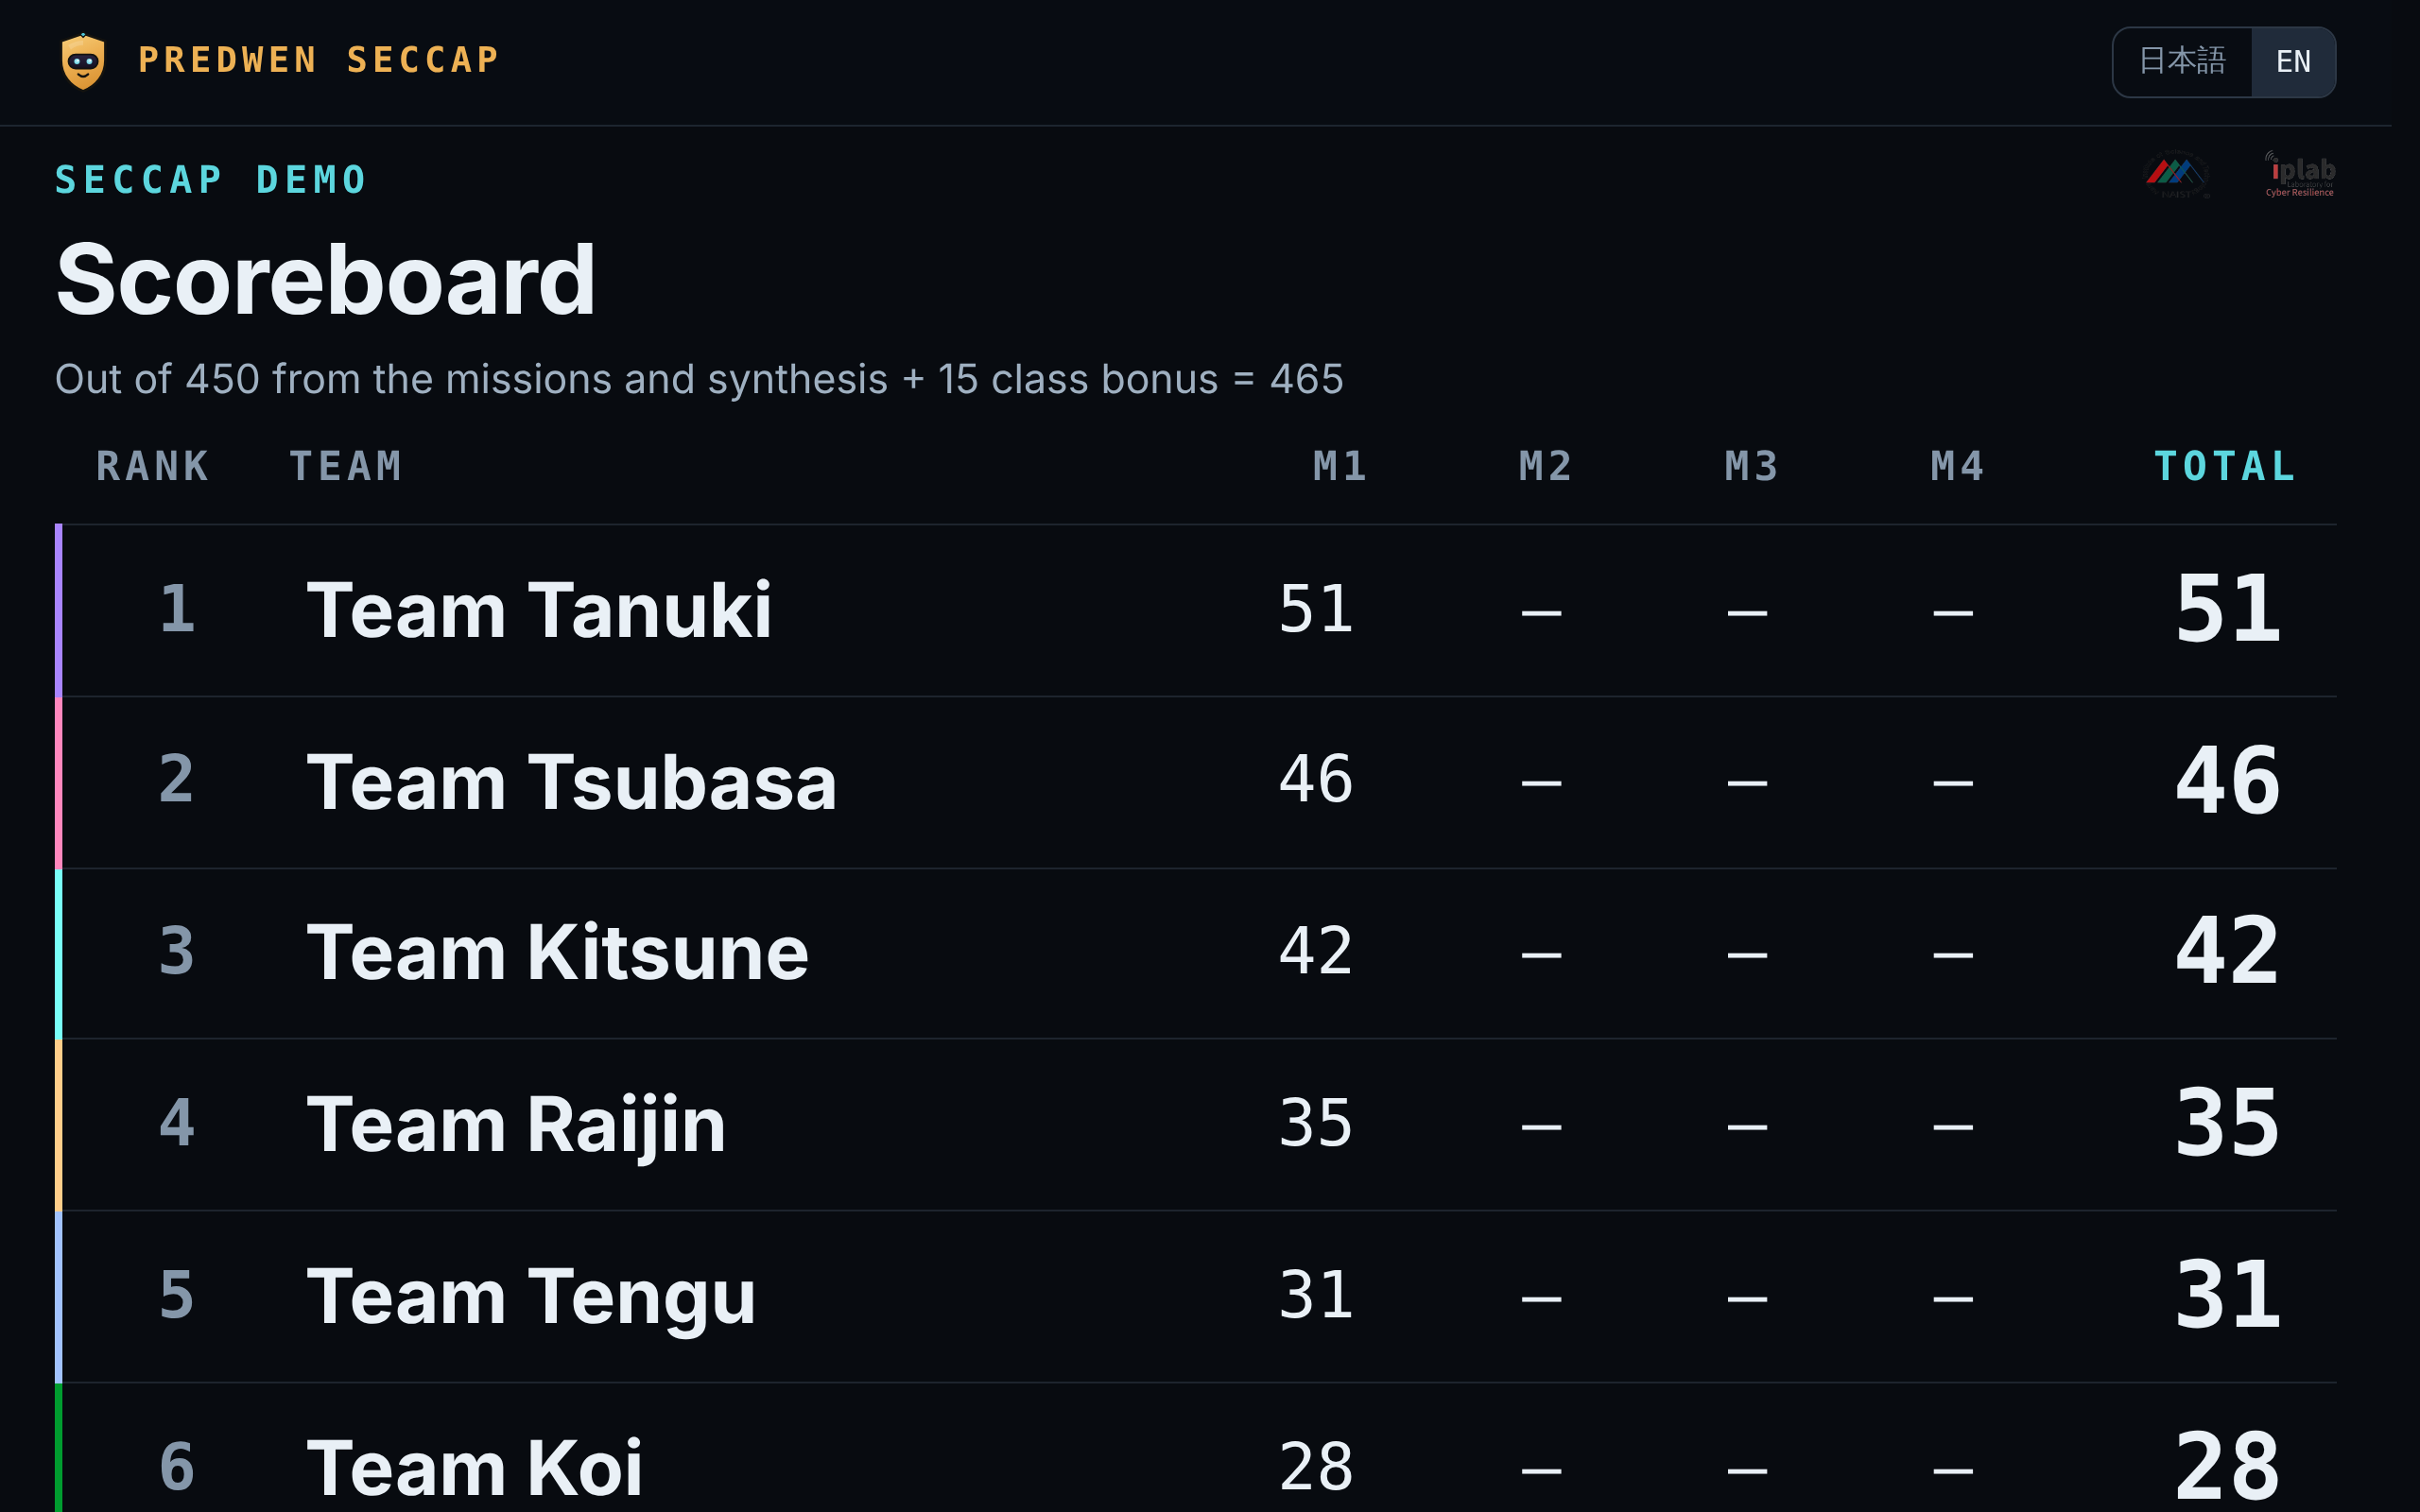 PREDWEN SECCAP
日本語 EN
SECCAP DEMO
iplab
Cyber Resilience
Scoreboard
Out of 450 from the missions and synthesis + 15 class bonus = 465
RANK TEAM M1 M2 M3 M4 TOTAL
1 Team Tanuki 51 — — — 51
2 Team Tsubasa 46 — — — 46
3 Team Kitsune 42 — — — 42
4 Team Raijin 35 — — — 35
5 Team Tengu 31 — — — 31
6 Team Koi 28 — — — 28